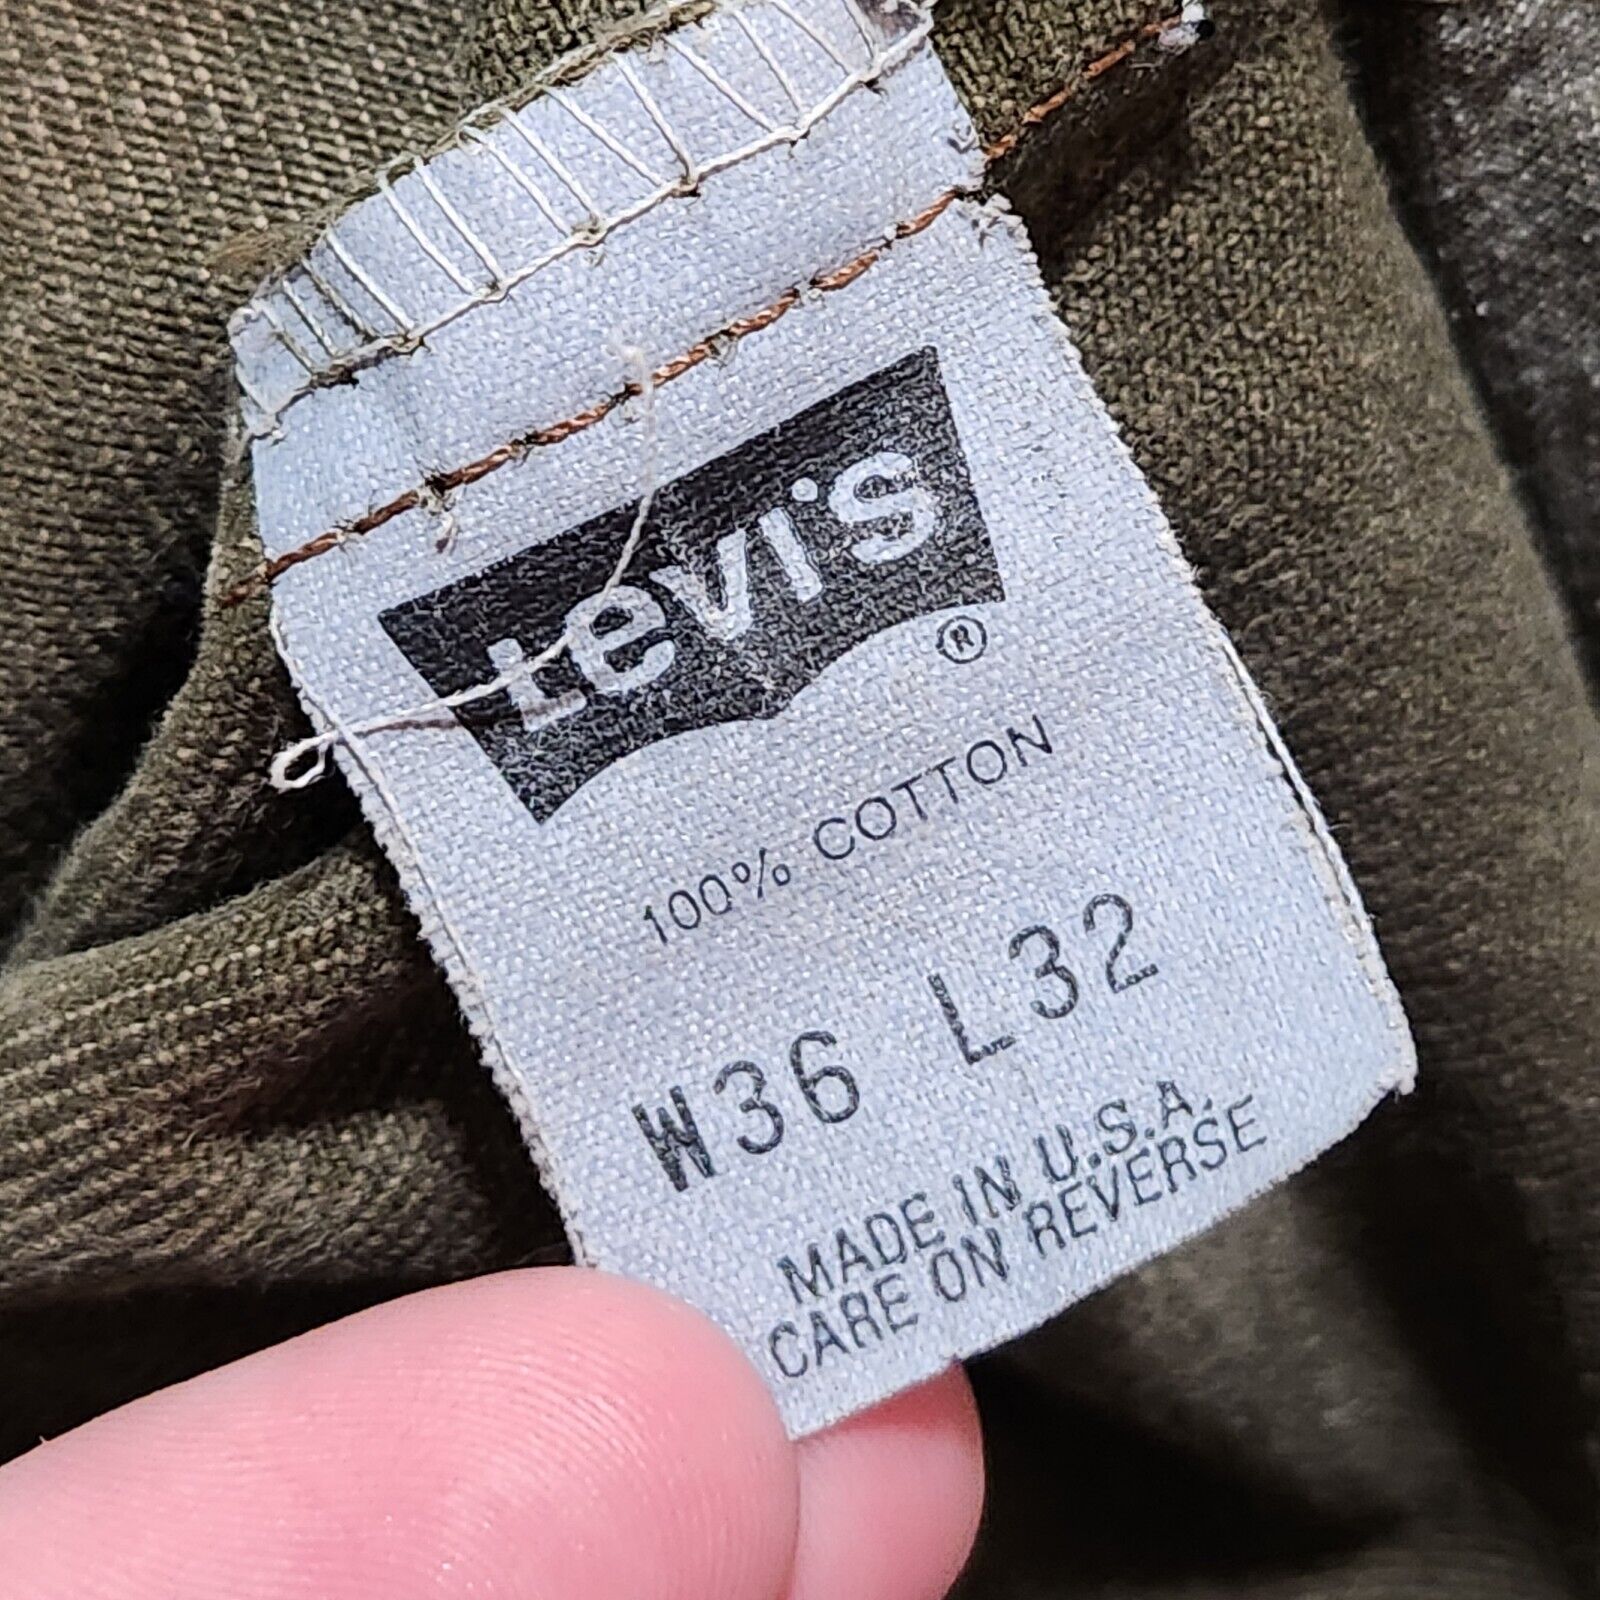 Levi's ®
100% COTTON
W36 L32
MADE IN U.S.A.
CARE ON REVERSE